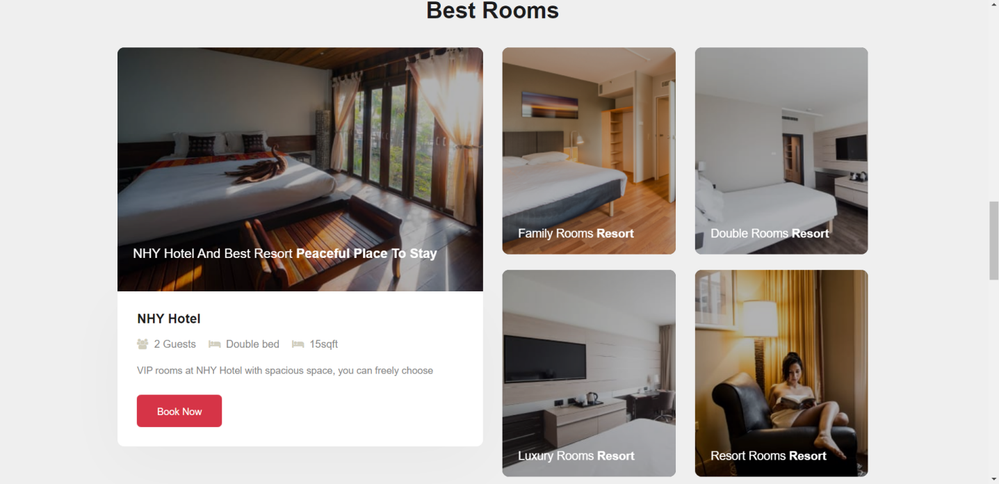 Best Rooms
NHY Hotel And Best Resort Peaceful Place To Stay
NHY Hotel
2 Guests Double bed 15sqft
VIP rooms at NHY Hotel with spacious space, you can freely choose
Book Now
Family Rooms Resort
Double Rooms Resort
Luxury Rooms Resort
Resort Rooms Resort